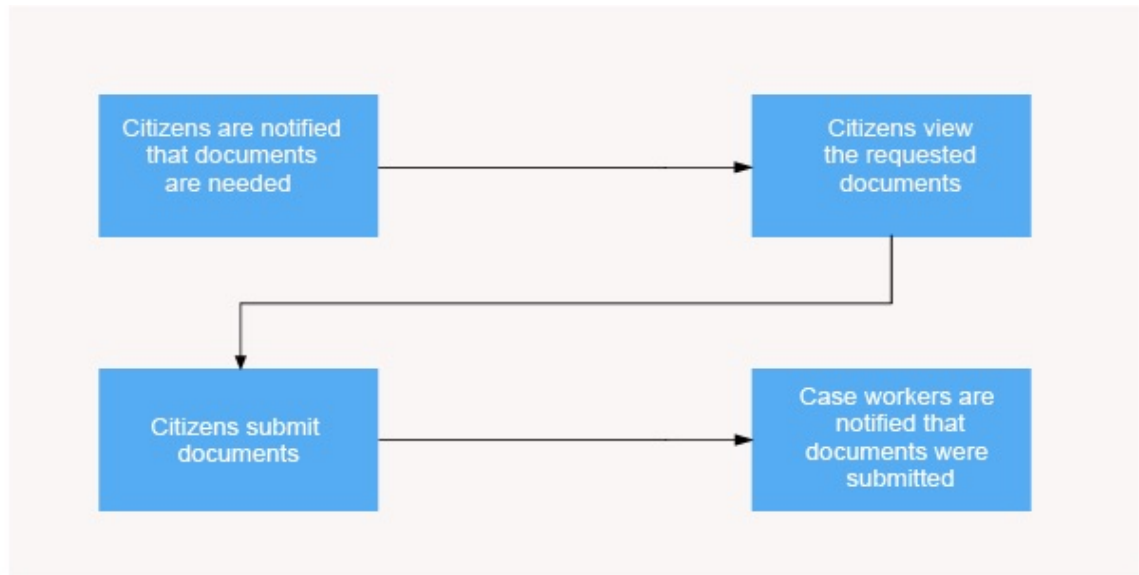 Citizens are notified
that documents
are needed
Citizens view
the requested
documents
Citizens submit
documents
Case workers are
notified that
documents were
submitted